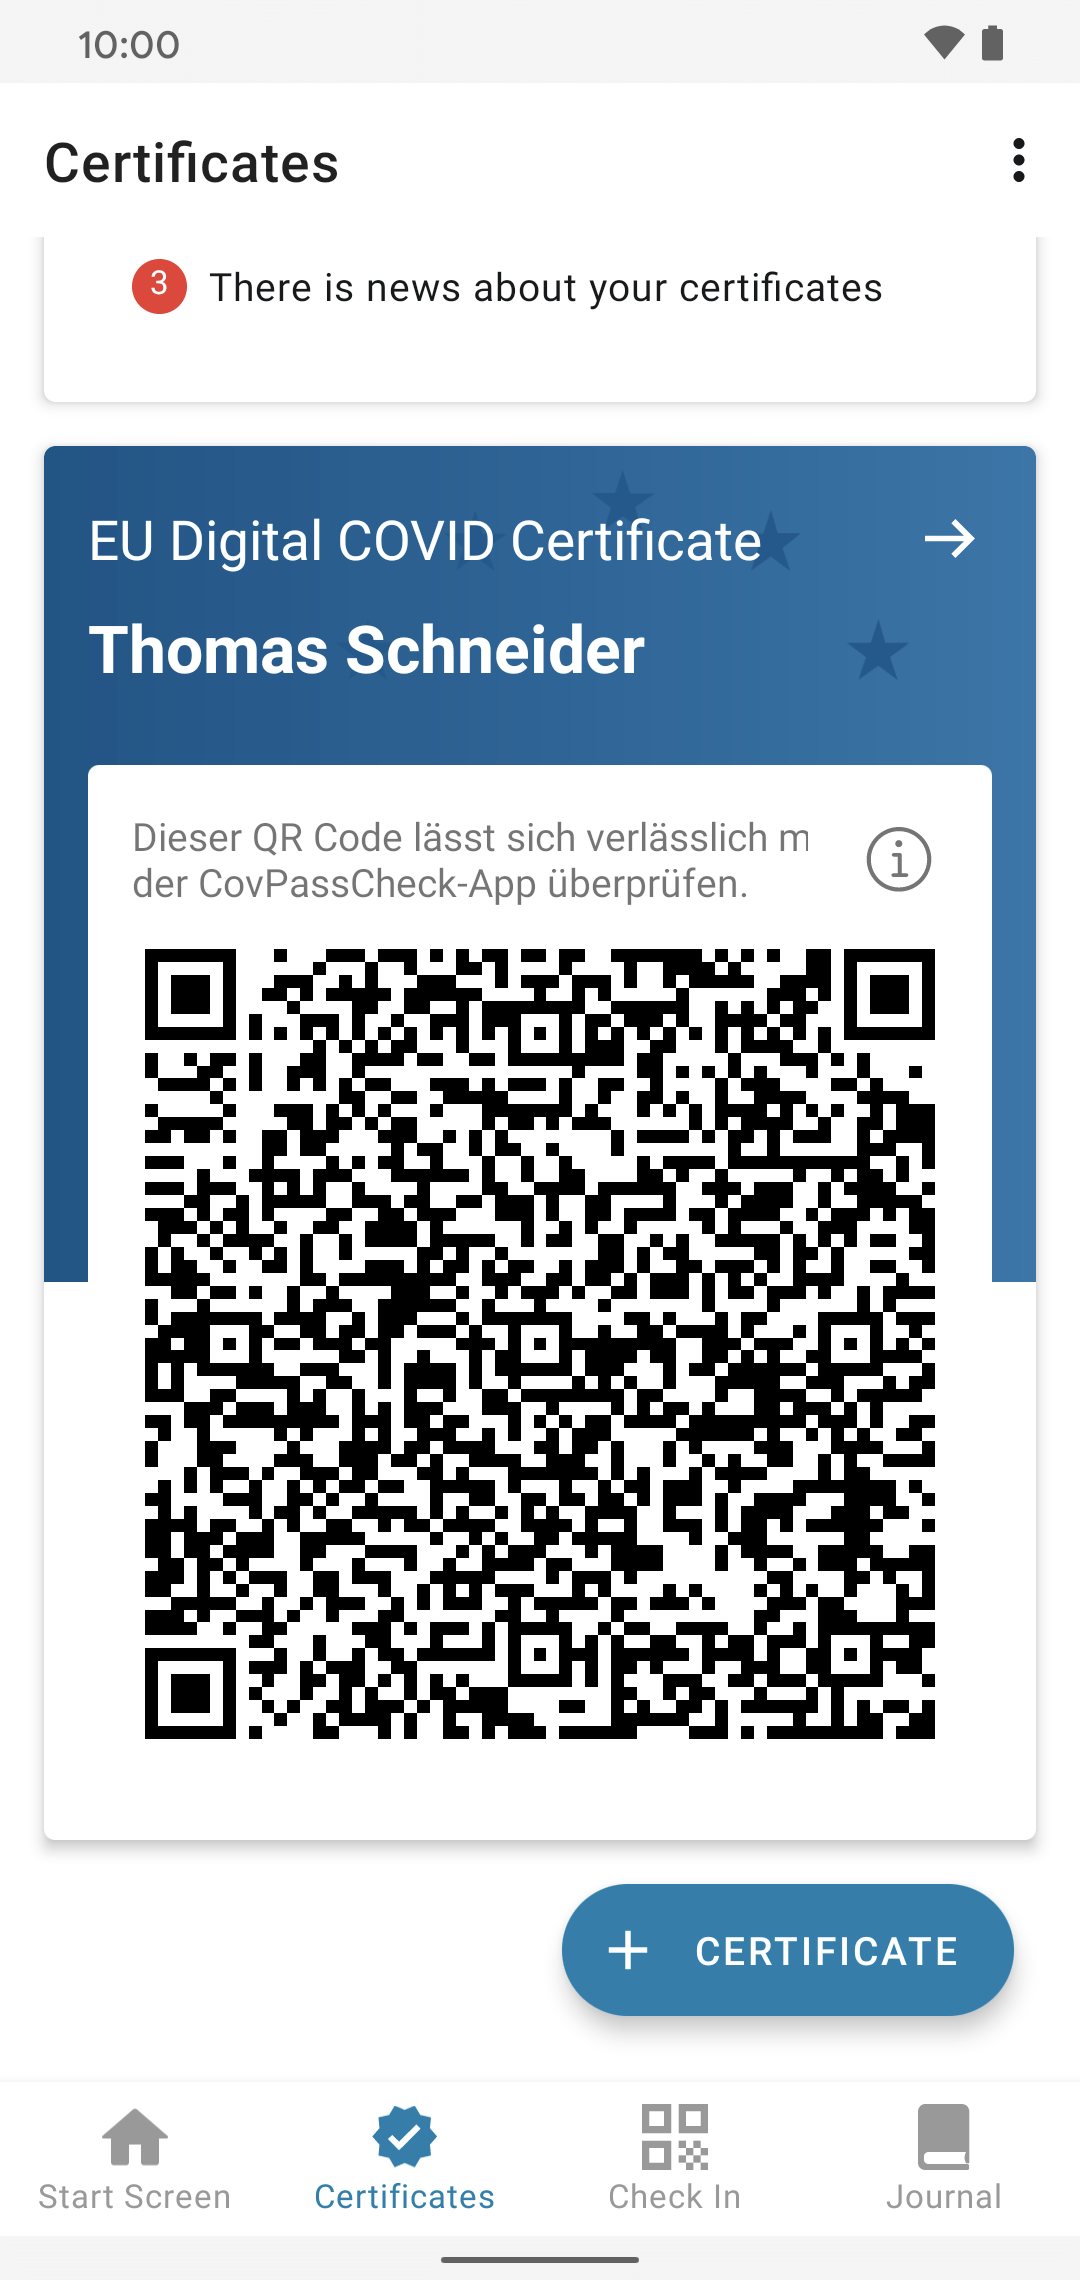 10:00
Certificates
3 There is news about your certificates
EU Digital COVID Certificate
Thomas Schneider
Dieser QR Code lässt sich verlässlich m
der CovPassCheck-App überprüfen.
+ CERTIFICATE
Start Screen Certificates Check In Journal